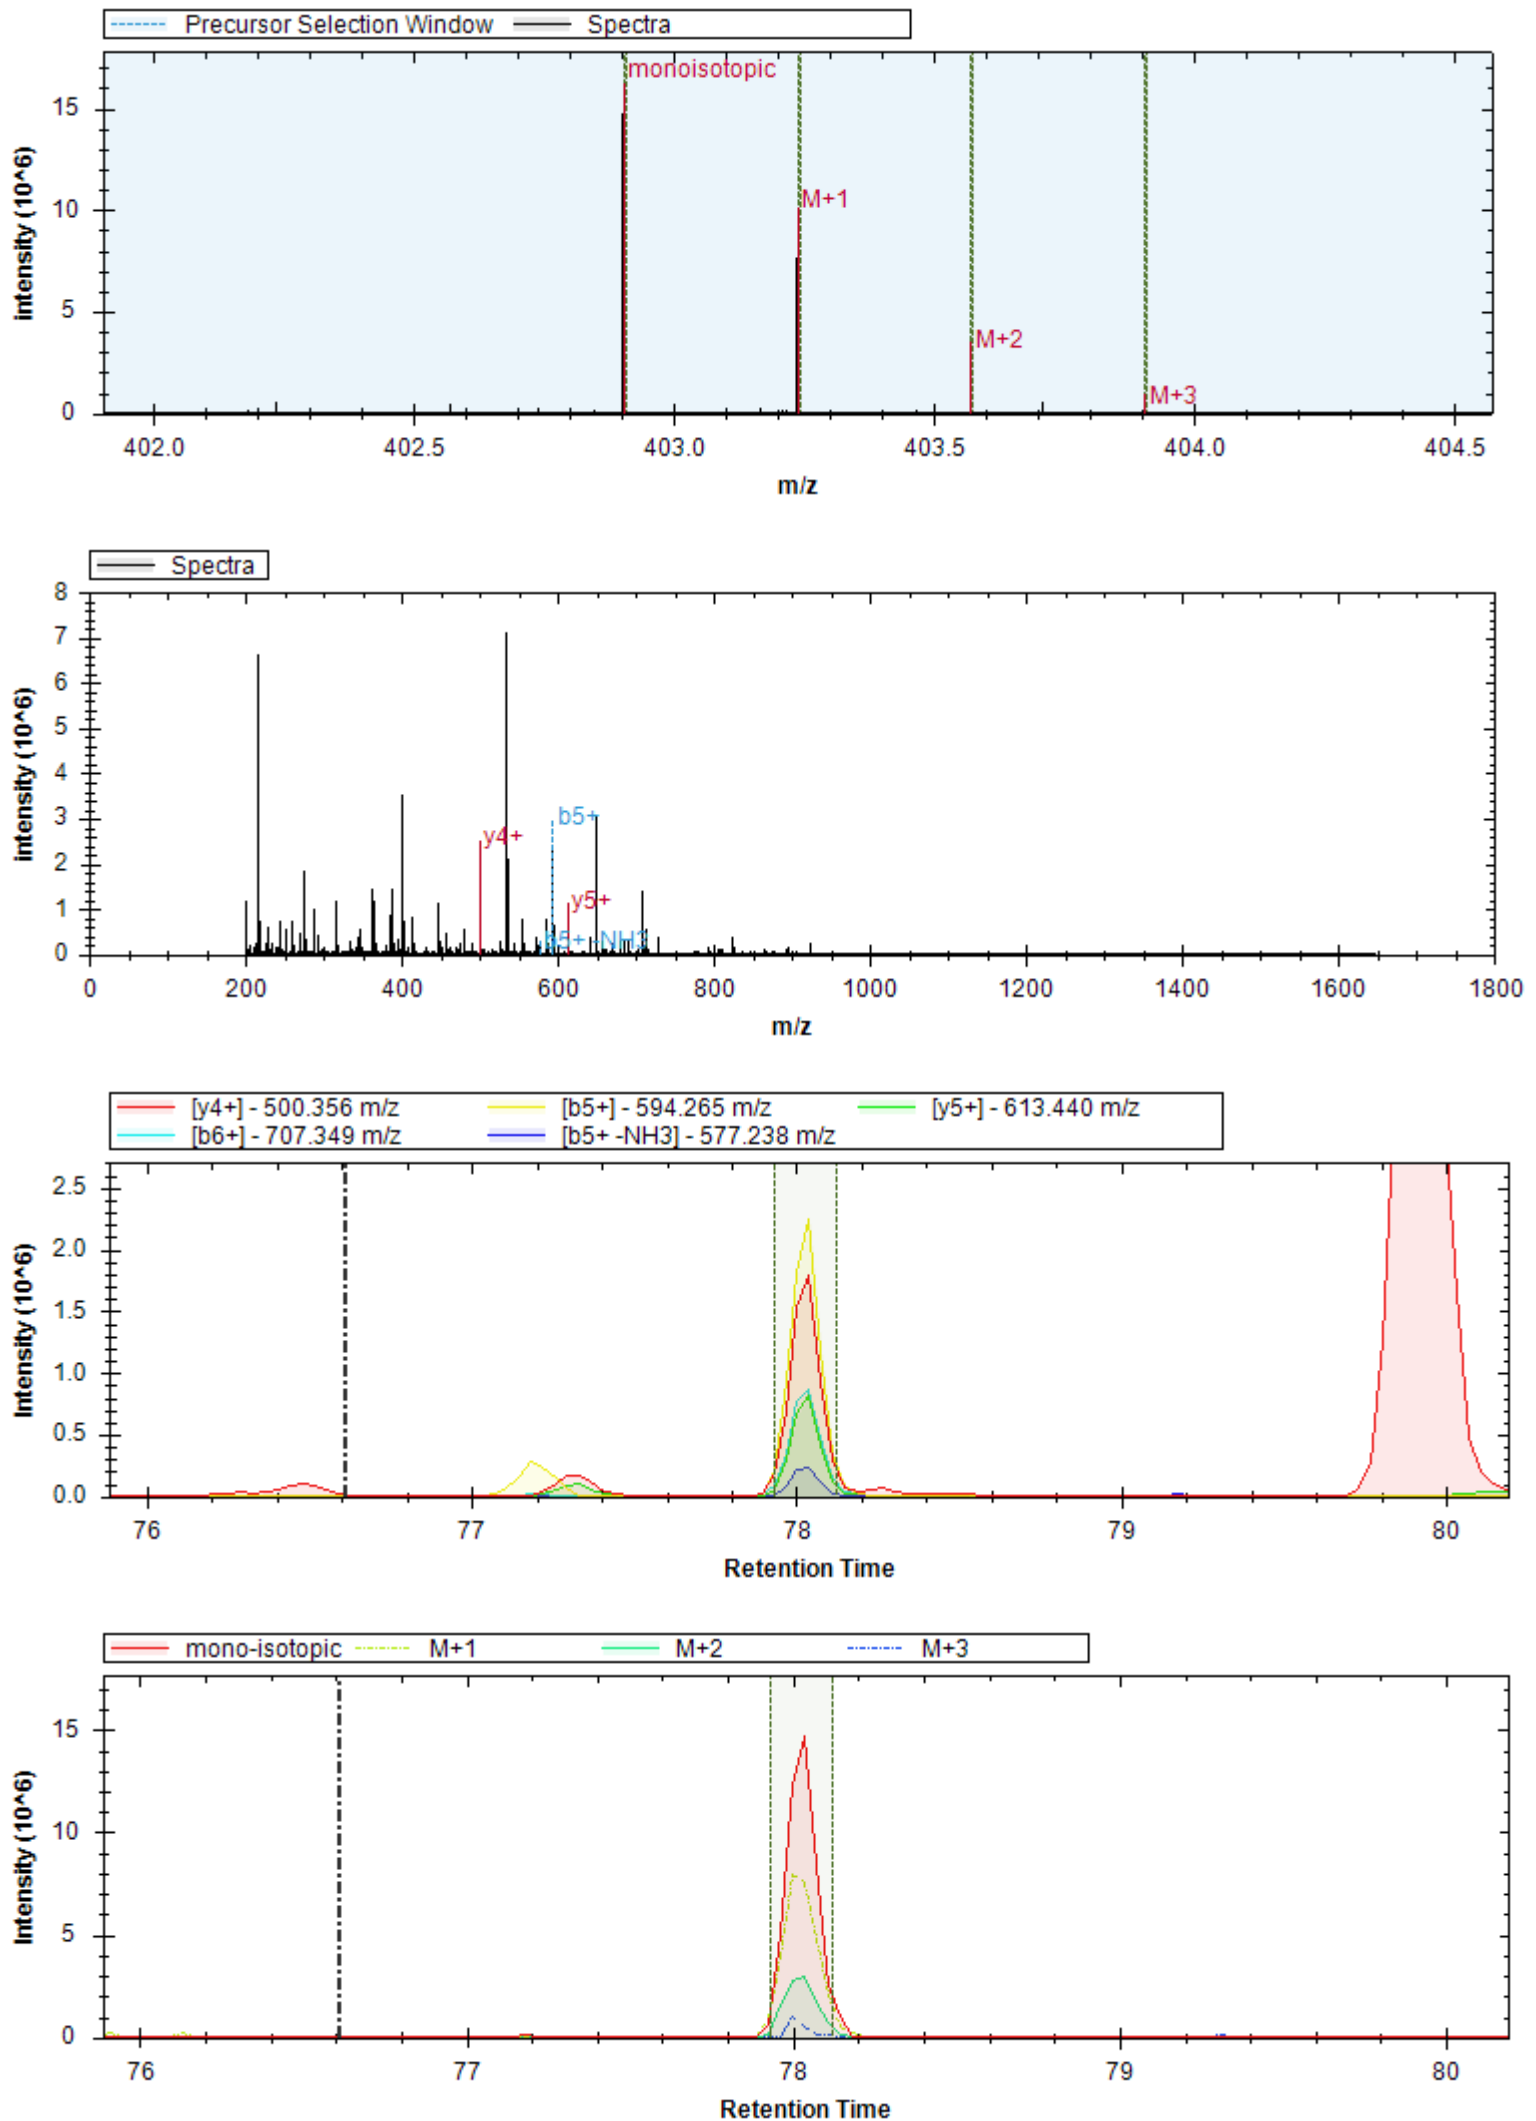 Precursor Selection Window Spectra
monoisotopic
M+1
M+2
M+3
15
10
5
0
intensity (10^6)
402.0 402.5 403.0 403.5 404.0 404.5
m/z
Spectra
8
7
6
5
4
3
2
1
0
intensity (10^6)
b5+
y4+
y5+
b5+ -NH3
0 200 400 600 800 1000 1200 1400 1600 1800
m/z
[y4+] - 500.356 m/z [b5+] - 594.265 m/z [y5+] - 613.440 m/z
[b6+] - 707.349 m/z [b5+ -NH3] - 577.238 m/z
2.5
2.0
1.5
1.0
0.5
0.0
Intensity (10^6)
76 77 78 79 80
Retention Time
mono-isotopic M+1 M+2 M+3
15
10
5
0
Intensity (10^6)
76 77 78 79 80
Retention Time